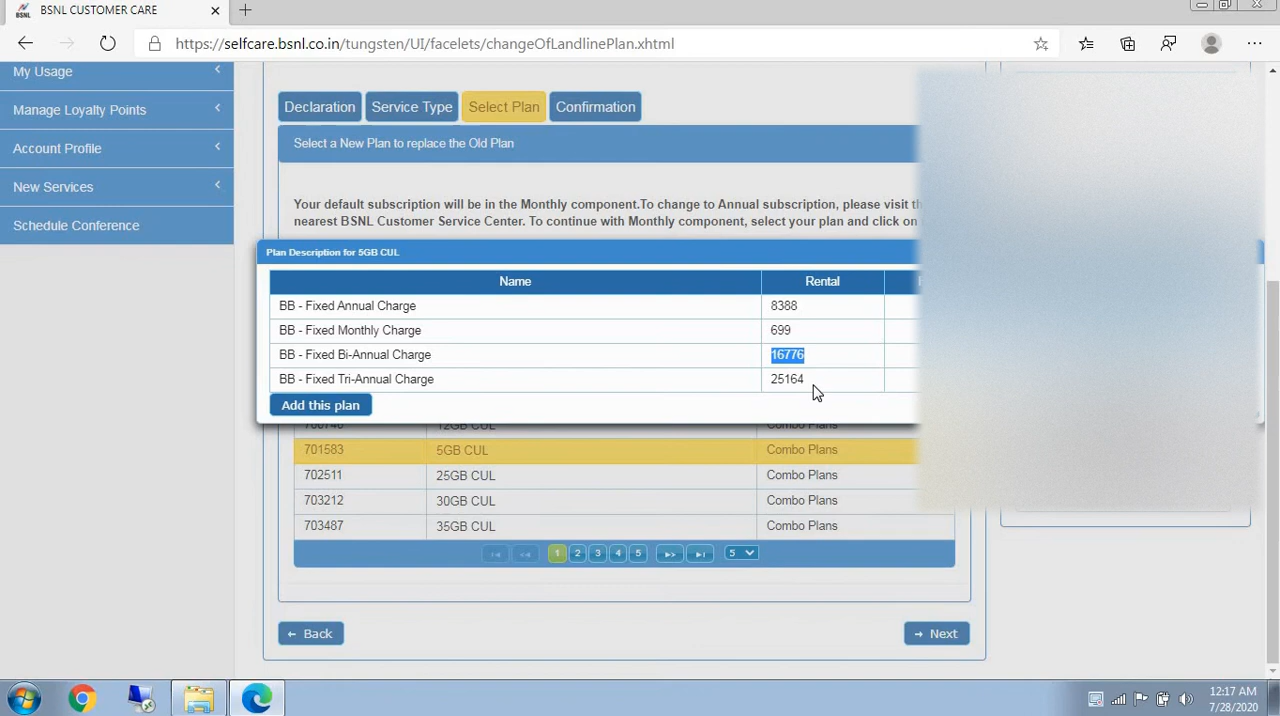 BSNL CUSTOMER CARE
https://selfcare.bsnl.co.in/tungsten/UI/facelets/changeOfLandlinePlan.xhtml
My Usage
Manage Loyalty Points
Account Profile
New Services
Schedule Conference
Declaration Service Type Select Plan Confirmation
Select a New Plan to replace the Old Plan
Your default subscription will be in the Monthly component.To change to Annual subscription, please visit the
nearest BSNL Customer Service Center. To continue with Monthly component, select your plan and click on
Plan Description for 5GB CUL
Name Rental
BB - Fixed Annual Charge 8388
BB - Fixed Monthly Charge 699
BB - Fixed Bi-Annual Charge 16776
BB - Fixed Tri-Annual Charge 25164
Add this plan
700746 12GB CUL Combo Plans
701583 5GB CUL Combo Plans
702511 25GB CUL Combo Plans
703212 30GB CUL Combo Plans
703487 35GB CUL Combo Plans
1 2 3 4 5 5
Back Next
12:17 AM
7/28/2020